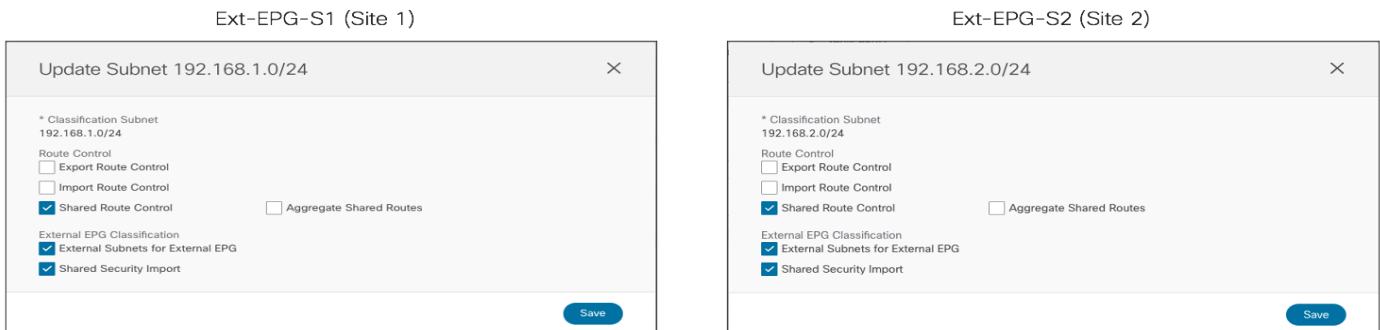 Ext-EPG-S1 (Site 1)
Update Subnet 192.168.1.0/24
* Classification Subnet
192.168.1.0/24
Route Control
Export Route Control
Import Route Control
Shared Route Control
Aggregate Shared Routes
External EPG Classification
External Subnets for External EPG
Shared Security Import
Save
Ext-EPG-S2 (Site 2)
Update Subnet 192.168.2.0/24
* Classification Subnet
192.168.2.0/24
Route Control
Export Route Control
Import Route Control
Shared Route Control
Aggregate Shared Routes
External EPG Classification
External Subnets for External EPG
Shared Security Import
Save